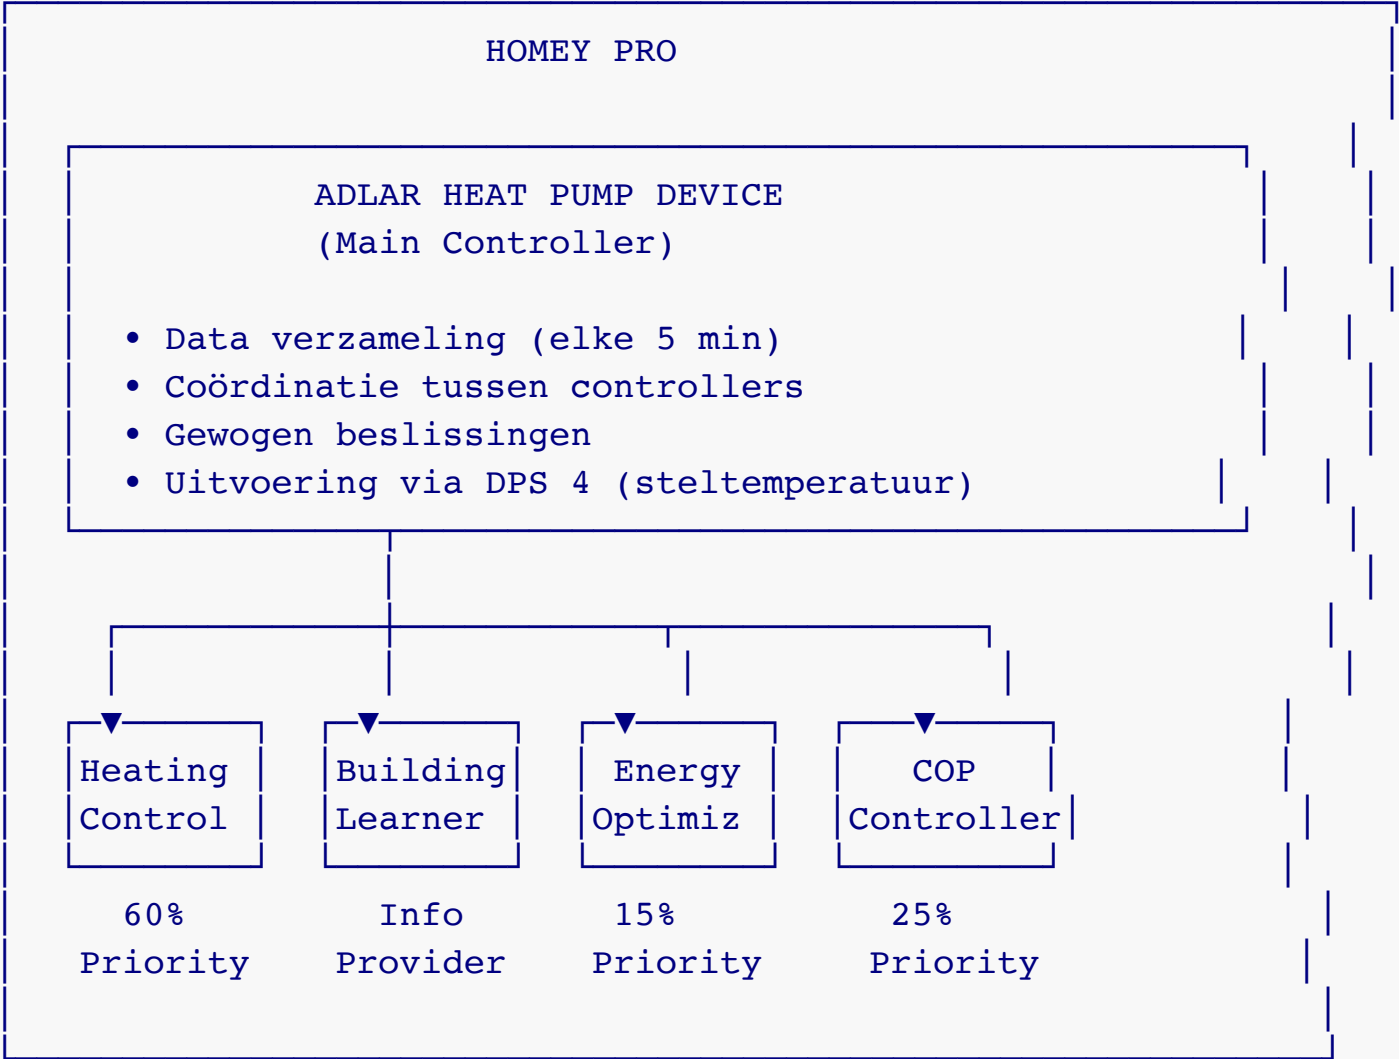 HOMEY PRO
ADLAR HEAT PUMP DEVICE
(Main Controller)
• Data verzameling (elke 5 min)
• Coördinatie tussen controllers
• Gewogen beslissingen
• Uitvoering via DPS 4 (steltemperatuur)
Heating Building Energy COP
Control Learner Optimiz Controller
60% Info 15% 25%
Priority Provider Priority Priority